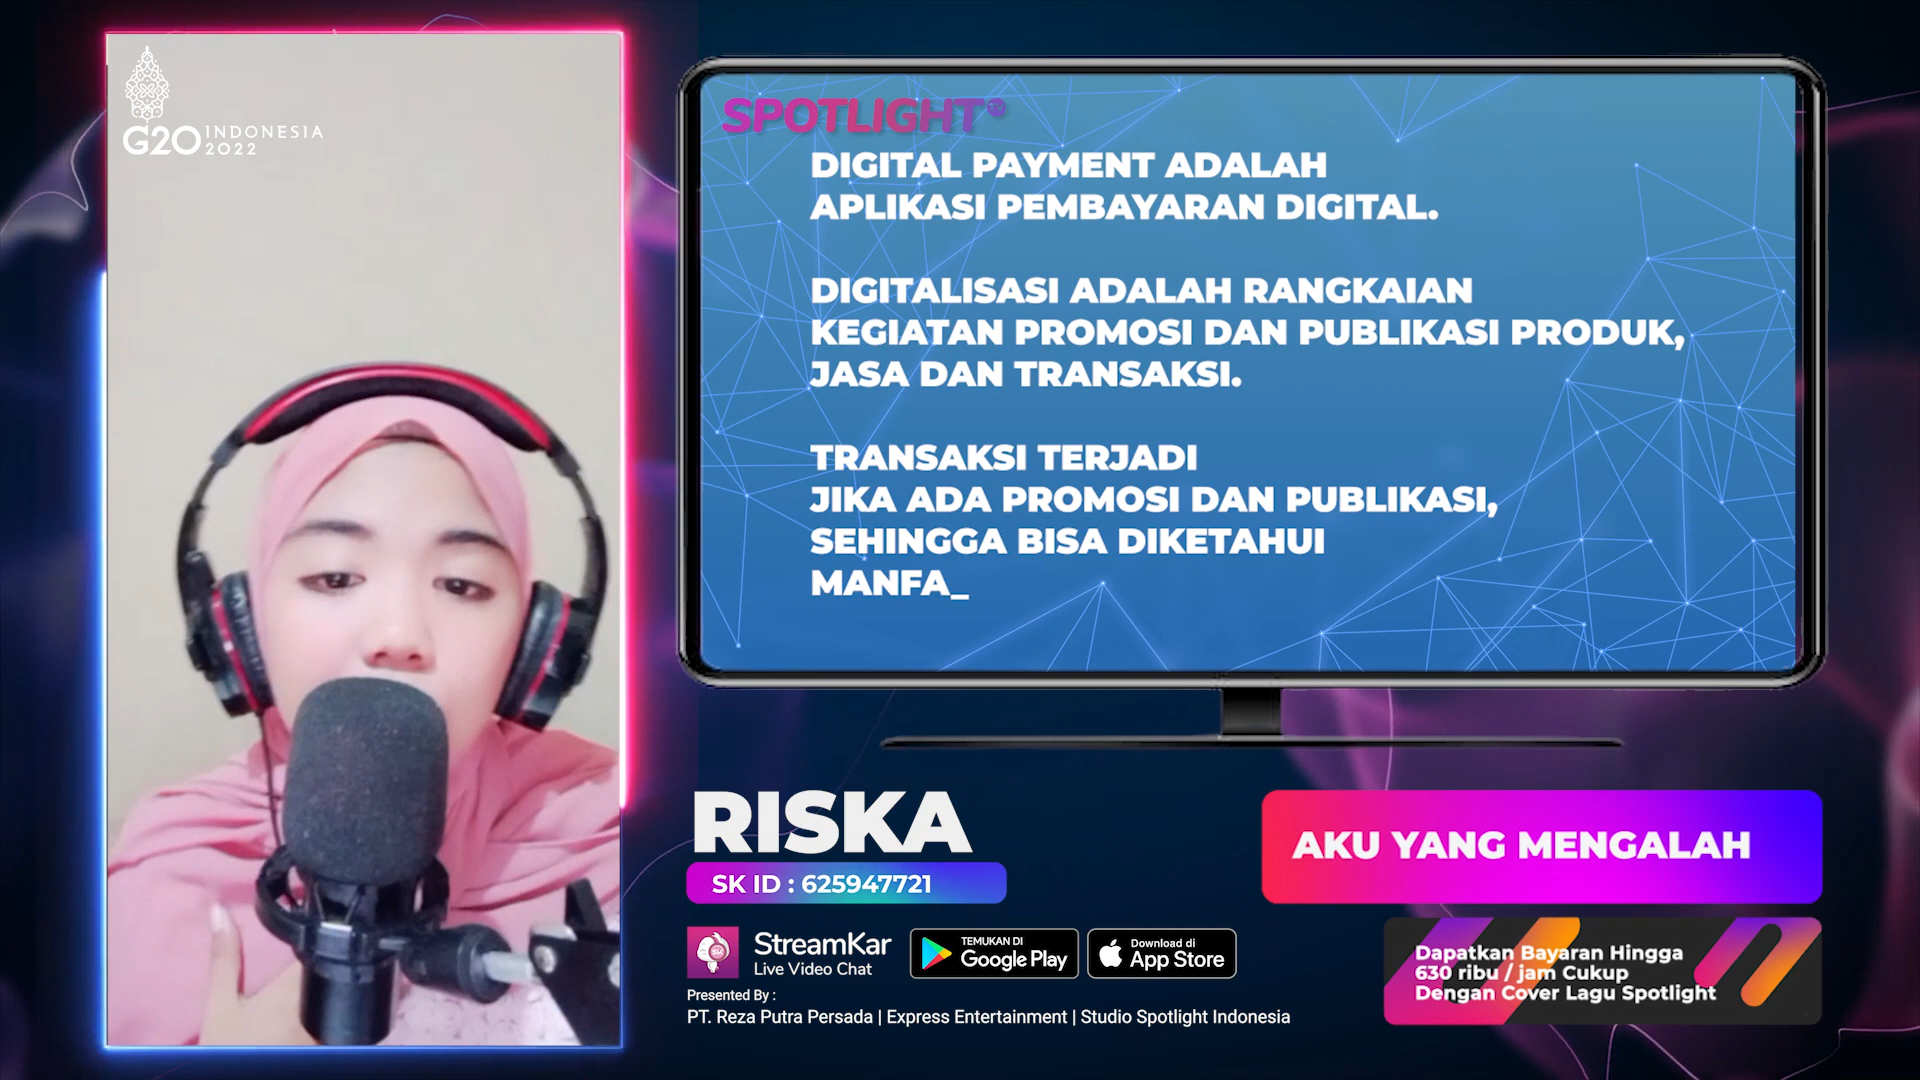 G20 INDONESIA
2022
SPOTLIGHT TV
DIGITAL PAYMENT ADALAH
APLIKASI PEMBAYARAN DIGITAL.
DIGITALISASI ADALAH RANGKAIAN
KEGIATAN PROMOSI DAN PUBLIKASI PRODUK,
JASA DAN TRANSAKSI.
TRANSAKSI TERJADI
JIKA ADA PROMOSI DAN PUBLIKASI,
SEHINGGA BISA DIKETAHUI
MANFA_
RISKA
SK ID : 625947721
AKU YANG MENGALAH
SK
StreamKar
Live Video Chat
TEMUKAN DI
Google Play
Download di
App Store
Dapatkan Bayaran Hingga
630 ribu / jam Cukup
Dengan Cover Lagu Spotlight
Presented By :
PT. Reza Putra Persada | Express Entertainment | Studio Spotlight Indonesia